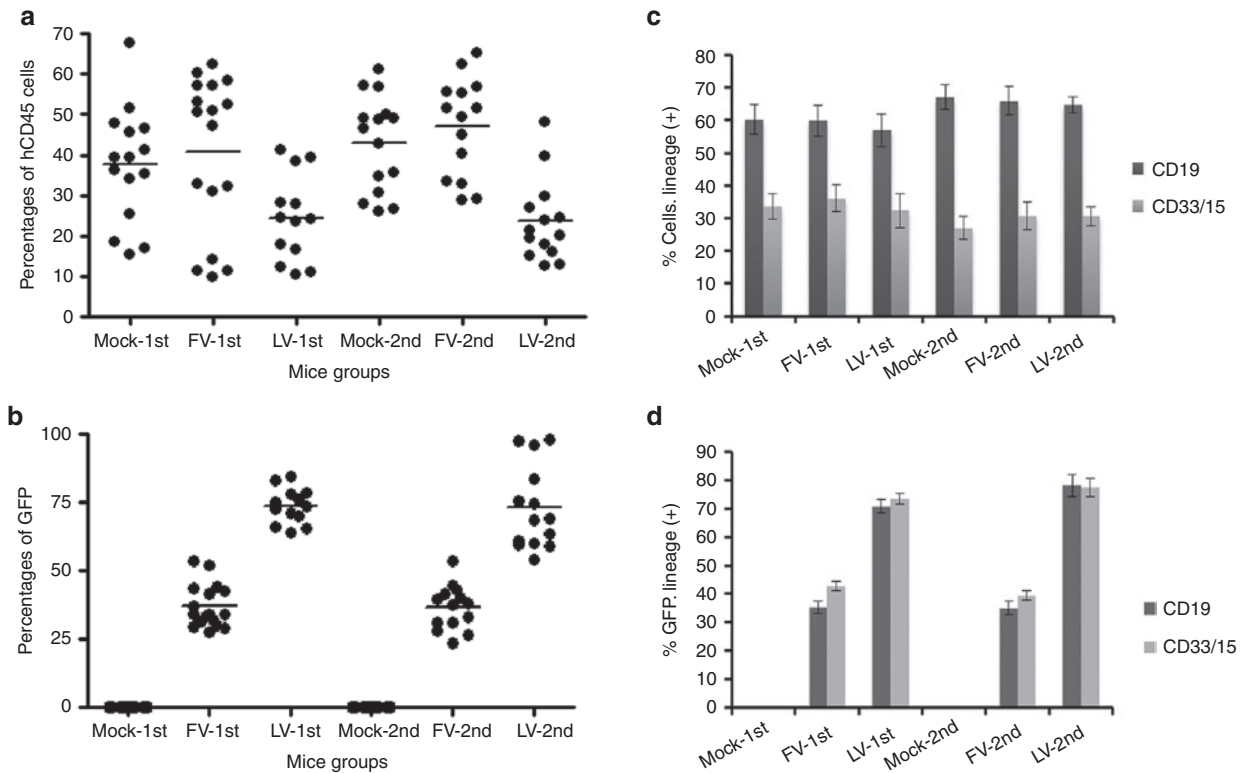 a
Percentages of hCD45 cells
70
60
50
40
30
20
10
0
Mock-1st FV-1st LV-1st Mock-2nd FV-2nd LV-2nd
Mice groups
b
Percentages of GFP
100
75
50
25
0
Mock-1st FV-1st LV-1st Mock-2nd FV-2nd LV-2nd
Mice groups
c
% Cells. lineage (+)
80
70
60
50
40
30
20
10
0
Mock-1st FV-1st LV-1st Mock-2nd FV-2nd LV-2nd
CD19
CD33/15
d
% GFP. lineage (+)
90
80
70
60
50
40
30
20
10
0
Mock-1st FV-1st LV-1st Mock-2nd FV-2nd LV-2nd
CD19
CD33/15